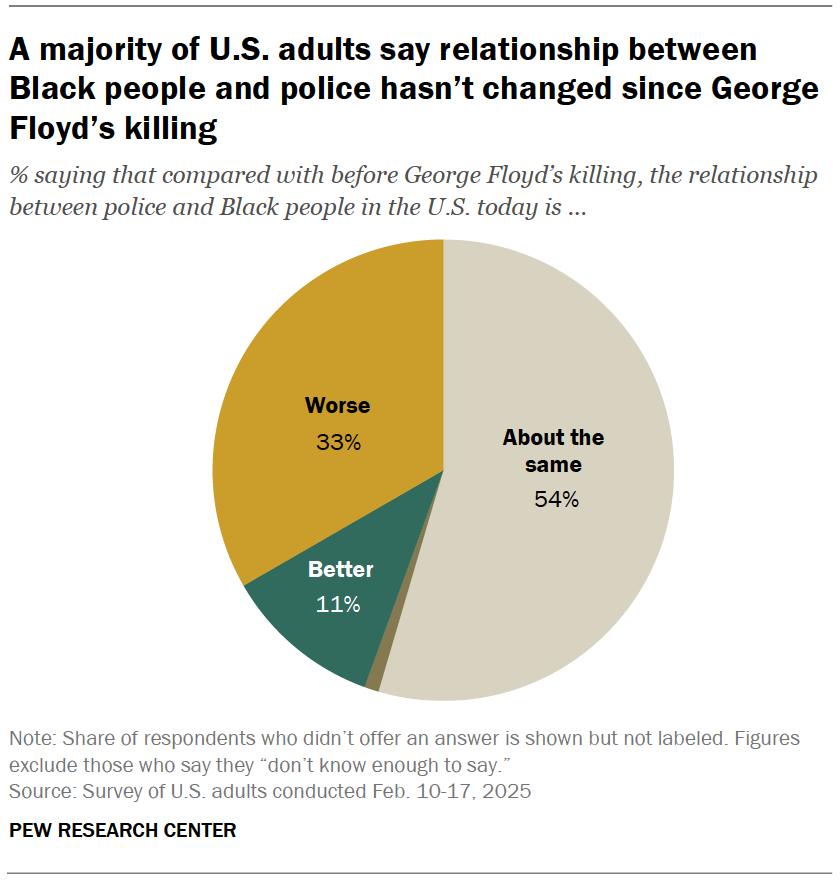 A majority of U.S. adults say relationship between
Black people and police hasn’t changed since George
Floyd’s killing
% saying that compared with before George Floyd’s killing, the relationship
between police and Black people in the U.S. today is ...
Worse
33%
About the
same
54%
Better
11%
Note: Share of respondents who didn’t offer an answer is shown but not labeled. Figures
exclude those who say they “don’t know enough to say.”
Source: Survey of U.S. adults conducted Feb. 10-17, 2025
PEW RESEARCH CENTER